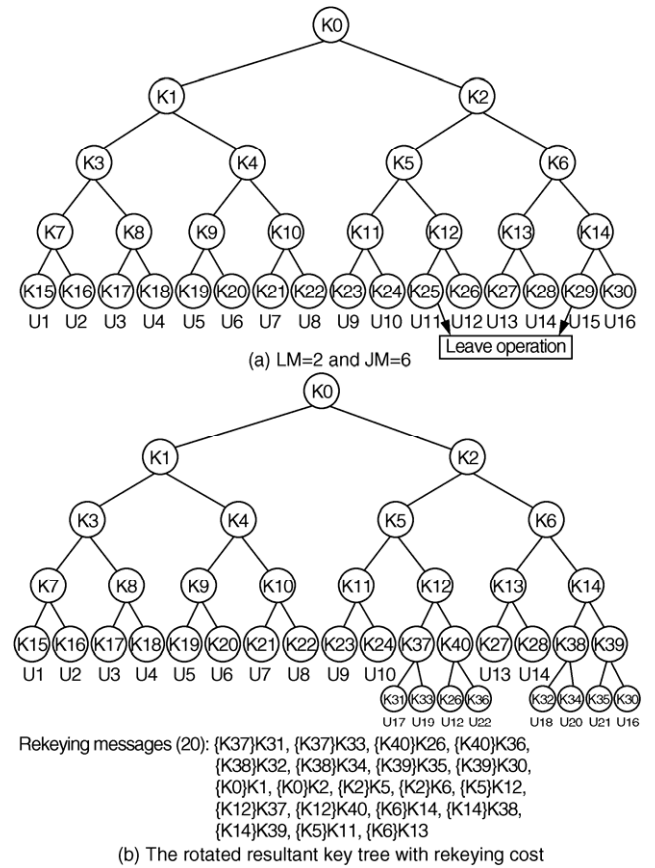 K0
K1 K2
K3 K4 K5 K6
K7 K8 K9 K10 K11 K12 K13 K14
K15 K16 K17 K18 K19 K20 K21 K22 K23 K24 K25 K26 K27 K28 K29 K30
U1 U2 U3 U4 U5 U6 U7 U8 U9 U10 U11 U12 U13 U14 U15 U16
Leave operation
(a) LM=2 and JM=6
K0
K1 K2
K3 K4 K5 K6
K7 K8 K9 K10 K11 K12 K13 K14
K15 K16 K17 K18 K19 K20 K21 K22 K23 K24 K37 K40 K27 K28 K38 K39
U1 U2 U3 U4 U5 U6 U7 U8 U9 U10 U13 U14
K31 K33 K26 K36 K32 K34 K35 K30
U17 U19 U12 U22 U18 U20 U21 U16
Rekeying messages (20): {K37}K31, {K37}K33, {K40}K26, {K40}K36,
{K38}K32, {K38}K34, {K39}K35, {K39}K30,
{K0}K1, {K0}K2, {K2}K5, {K2}K6, {K5}K12,
{K12}K37, {K12}K40, {K6}K14, {K14}K38,
{K14}K39, {K5}K11, {K6}K13
(b) The rotated resultant key tree with rekeying cost